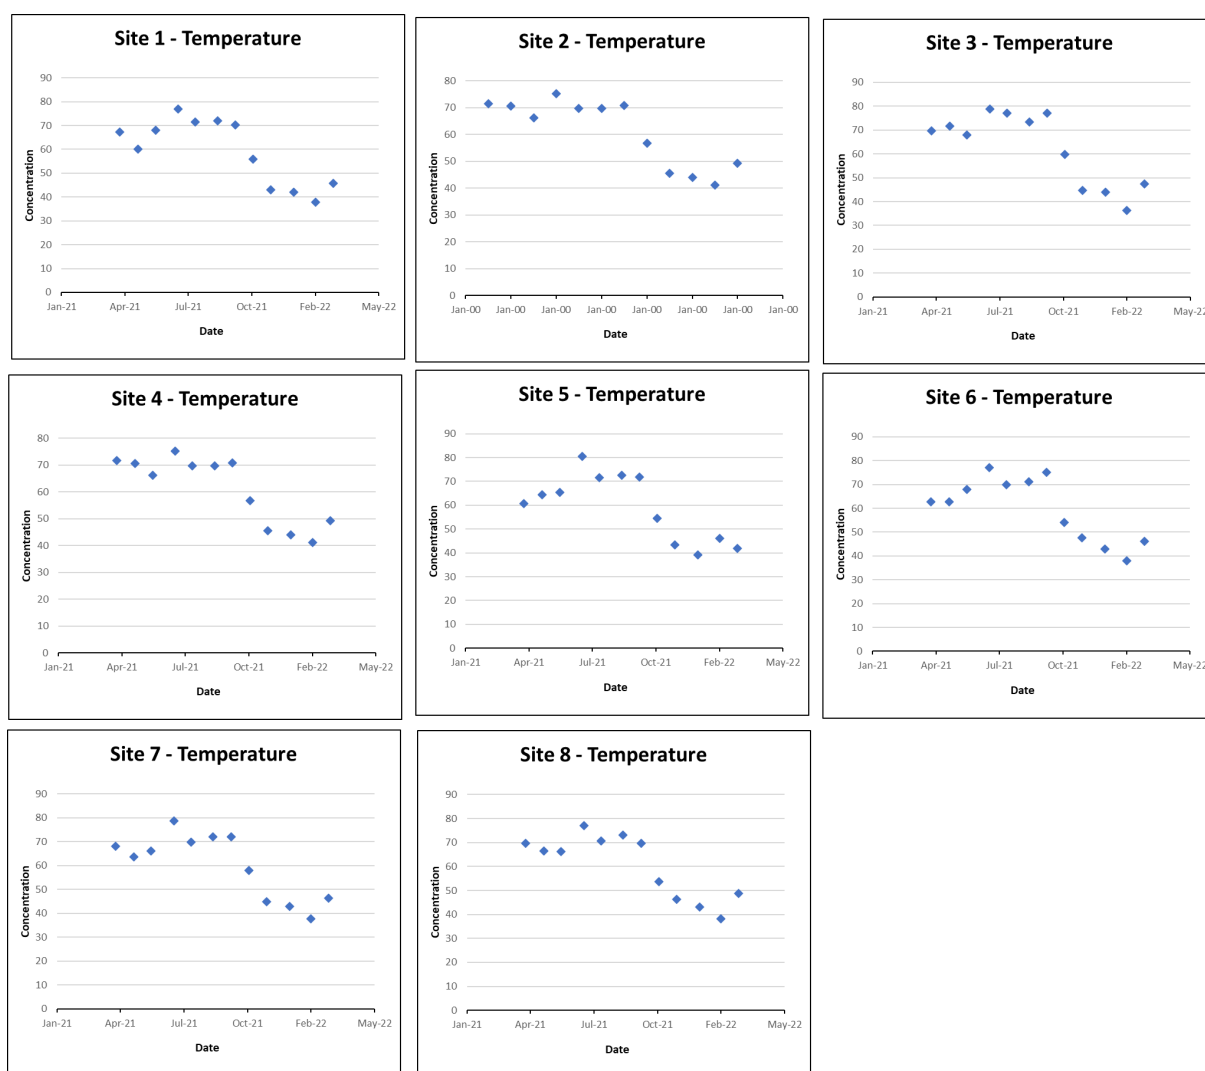 Site 1 - Temperature
90
80
70
60
50
40
30
20
10
0
Concentration
Jan-21 Apr-21 Jul-21 Oct-21 Feb-22 May-22
Date
Site 2 - Temperature
80
70
60
50
40
30
20
10
0
Concentration
Jan-00 Jan-00 Jan-00 Jan-00 Jan-00 Jan-00 Jan-00 Jan-00
Date
Site 3 - Temperature
90
80
70
60
50
40
30
20
10
0
Concentration
Jan-21 Apr-21 Jul-21 Oct-21 Feb-22 May-22
Date
Site 4 - Temperature
80
70
60
50
40
30
20
10
0
Concentration
Jan-21 Apr-21 Jul-21 Oct-21 Feb-22 May-22
Date
Site 5 - Temperature
90
80
70
60
50
40
30
20
10
0
Concentration
Jan-21 Apr-21 Jul-21 Oct-21 Feb-22 May-22
Date
Site 6 - Temperature
90
80
70
60
50
40
30
20
10
0
Concentration
Jan-21 Apr-21 Jul-21 Oct-21 Feb-22 May-22
Date
Site 7 - Temperature
90
80
70
60
50
40
30
20
10
0
Concentration
Jan-21 Apr-21 Jul-21 Oct-21 Feb-22 May-22
Date
Site 8 - Temperature
90
80
70
60
50
40
30
20
10
0
Concentration
Jan-21 Apr-21 Jul-21 Oct-21 Feb-22 May-22
Date